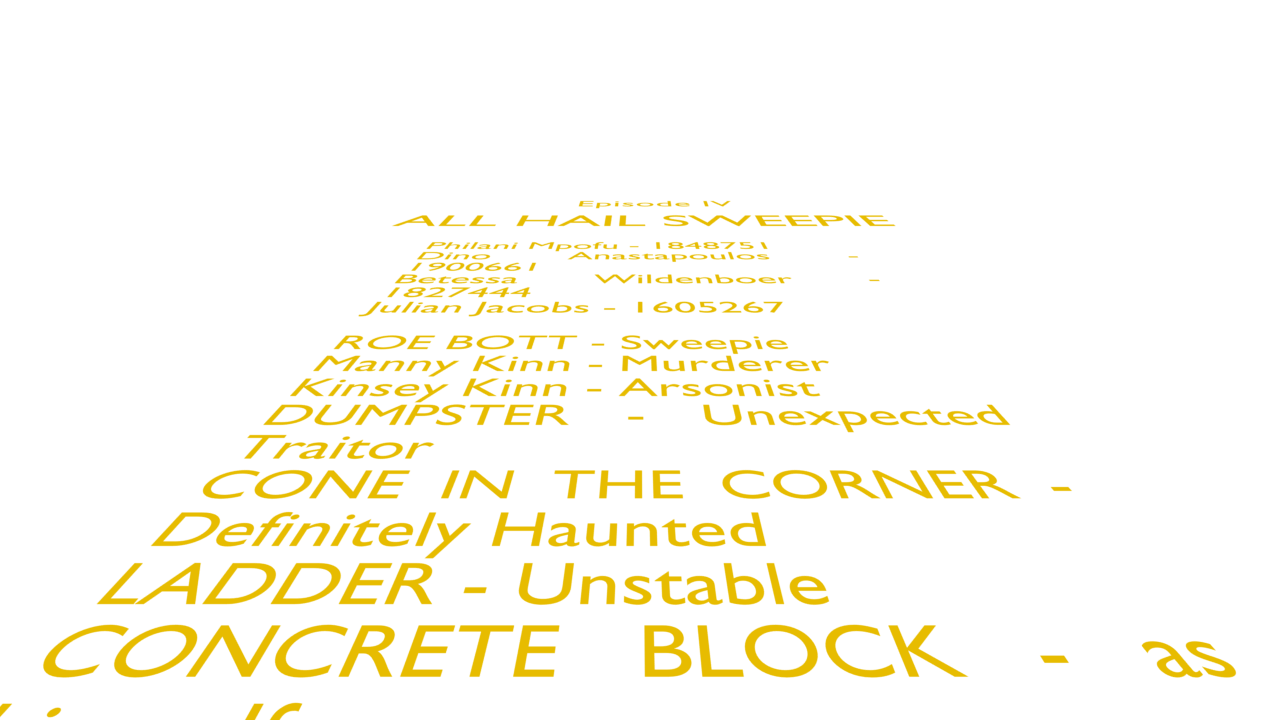 Episode IV
ALL HAIL SWEEPIE
Philani Mpofu - 1848751
Dino Anastapoulos -
1900661
Betessa Wildenboer -
1827444
Julian Jacobs - 1605267
ROE BOTT - Sweepie
Manny Kinn - Murderer
Kinsey Kinn - Arsonist
DUMPSTER - Unexpected
Traitor
CONE IN THE CORNER -
Definitely Haunted
LADDER - Unstable
CONCRETE BLOCK - as